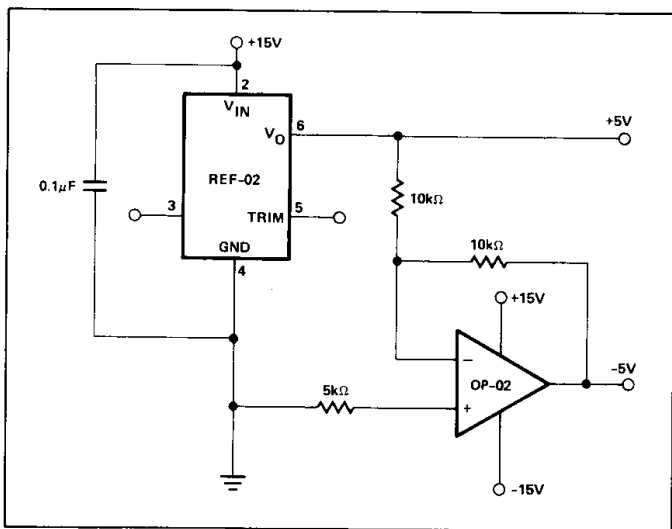 +15V
2
VIN
VO
6
+5V
REF-02
0.1μF
10kΩ
3
TRIM
5
10kΩ
GND
4
+15V
−
OP-02
-5V
5kΩ
+
-15V